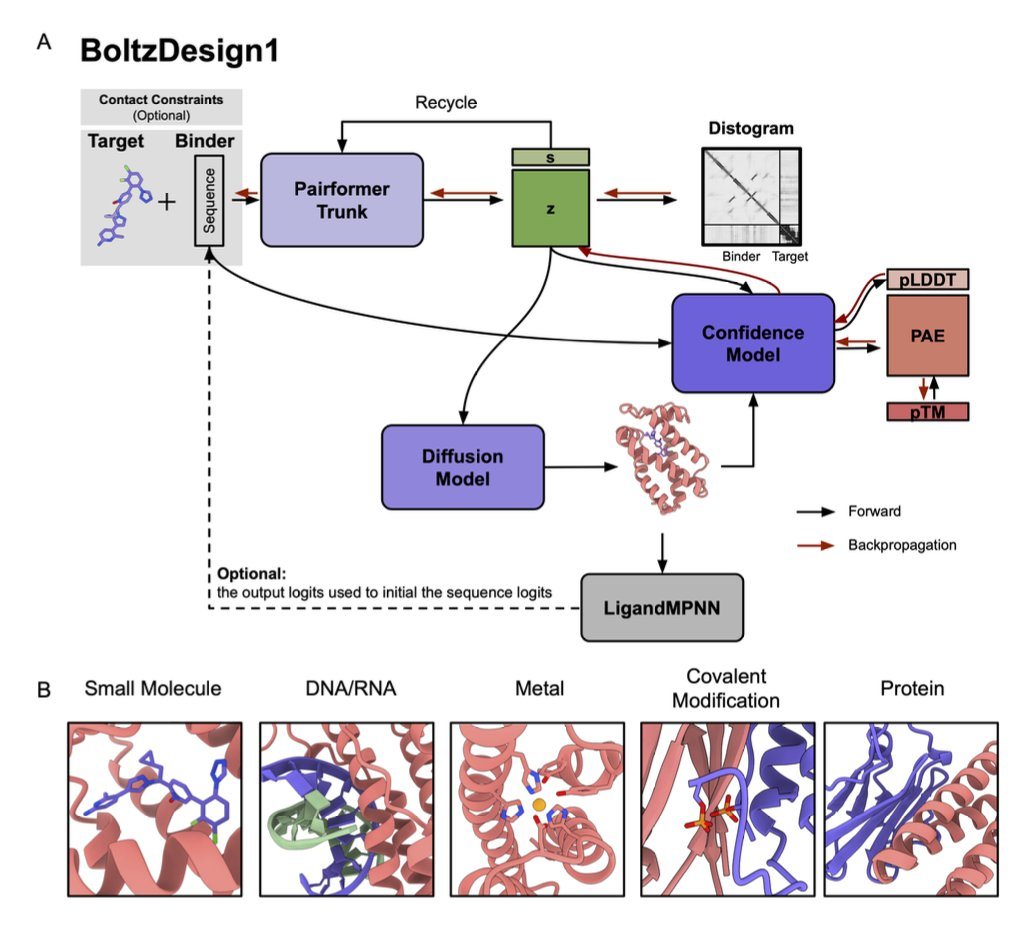 A
BoltzDesign1
Contact Constraints
(Optional)
Target
Binder
Sequence
+
Recycle
Pairformer
Trunk
s
z
Distogram
Binder
Target
Confidence
Model
pLDDT
PAE
pTM
Diffusion
Model
Forward
Backpropagation
Optional:
the output logits used to initial the sequence logits
LigandMPNN
B
Small Molecule
DNA/RNA
Metal
Covalent
Modification
Protein